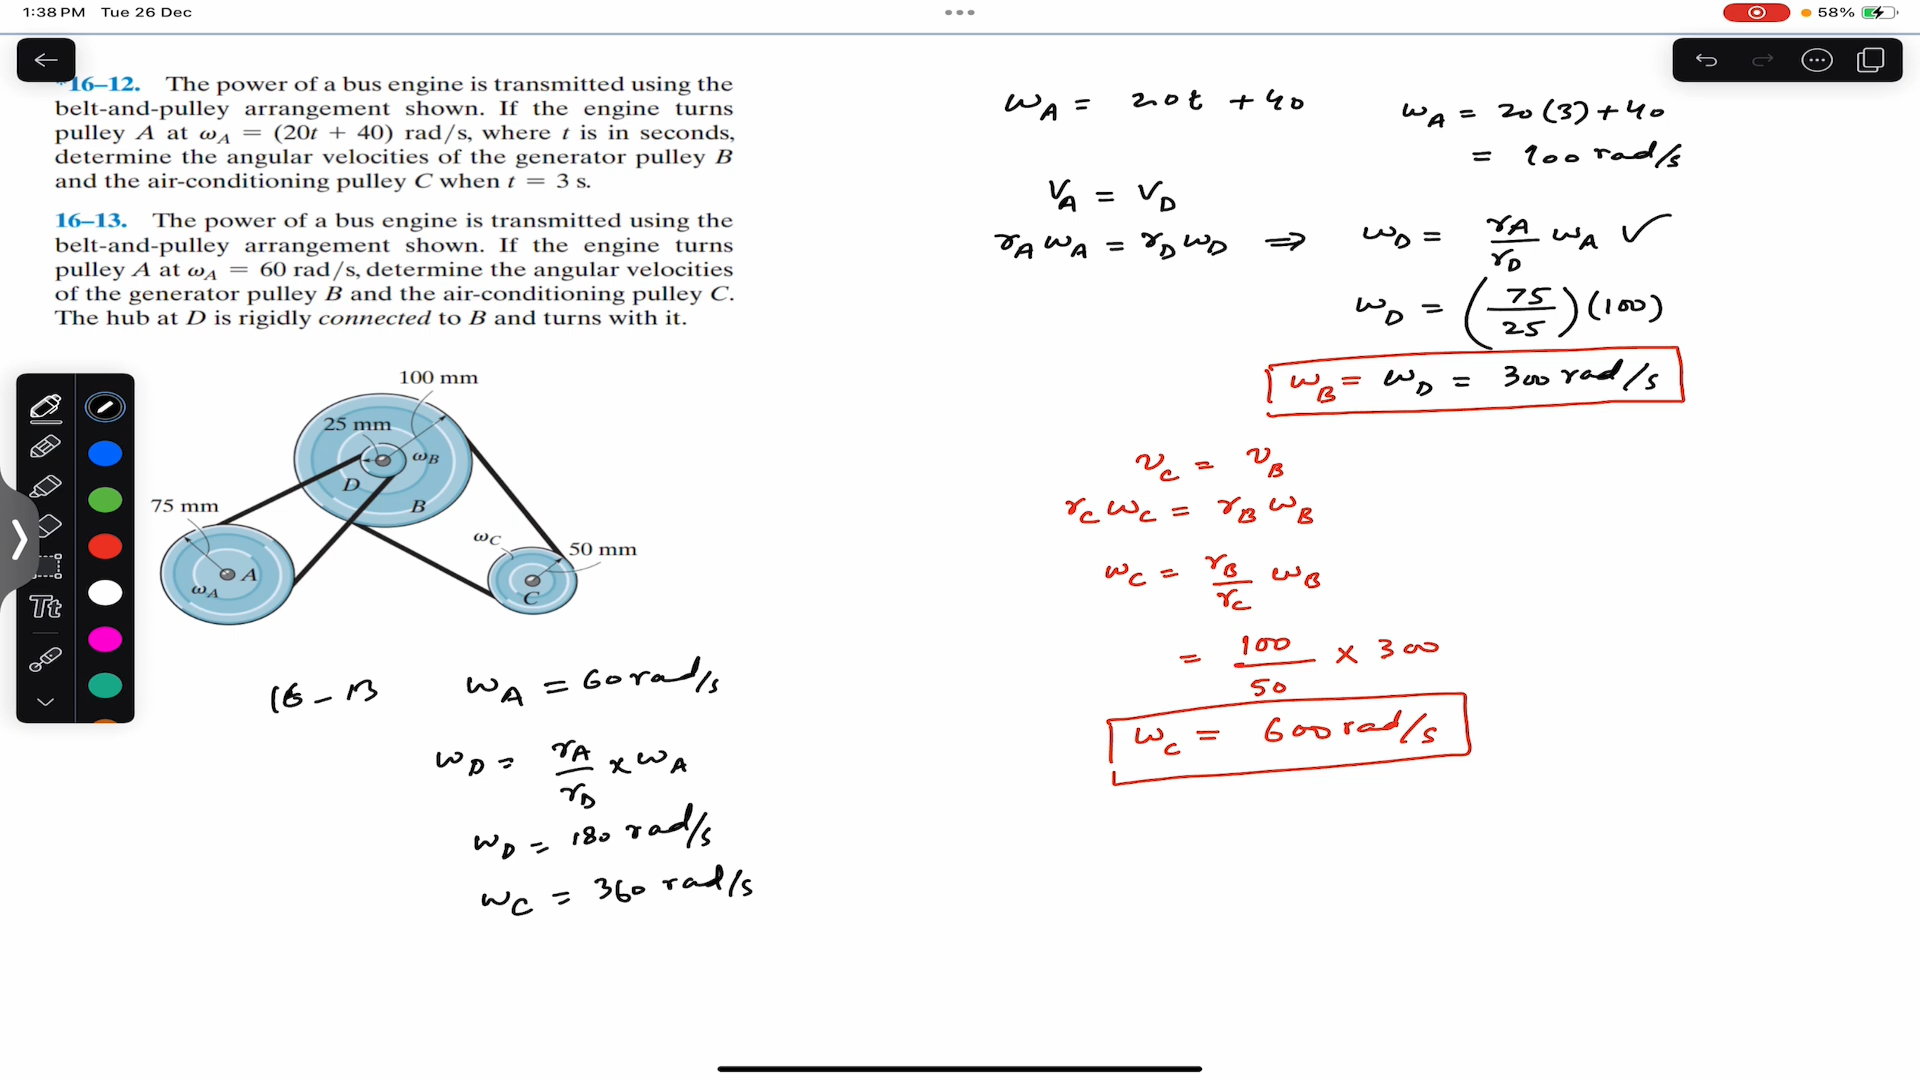 1:38 PM Tue 26 Dec
58%
*16–12. The power of a bus engine is transmitted using the
belt-and-pulley arrangement shown. If the engine turns
pulley A at ωA = (20t + 40) rad/s, where t is in seconds,
determine the angular velocities of the generator pulley B
and the air-conditioning pulley C when t = 3 s.
16–13. The power of a bus engine is transmitted using the
belt-and-pulley arrangement shown. If the engine turns
pulley A at ωA = 60 rad/s, determine the angular velocities
of the generator pulley B and the air-conditioning pulley C.
The hub at D is rigidly connected to B and turns with it.
100 mm
25 mm
ωB
D
B
75 mm
ωC
50 mm
A
ωA
C
Tt
16-13 ωA = 60 rad/s
ωD = rA/rD × ωA
ωD = 180 rad/s
ωC = 360 rad/s
ωA = 20t + 40
ωA = 20(3)+40
= 100 rad/s
VA = VD
rA ωA = rD ωD ⇒ ωD = rA/rD ωA ✓
ωD = (75/25)(100)
ωB = ωD = 300 rad/s
vC = vB
rC ωC = rB ωB
ωC = rB/rC ωB
= 100/50 × 300
ωC = 600 rad/s